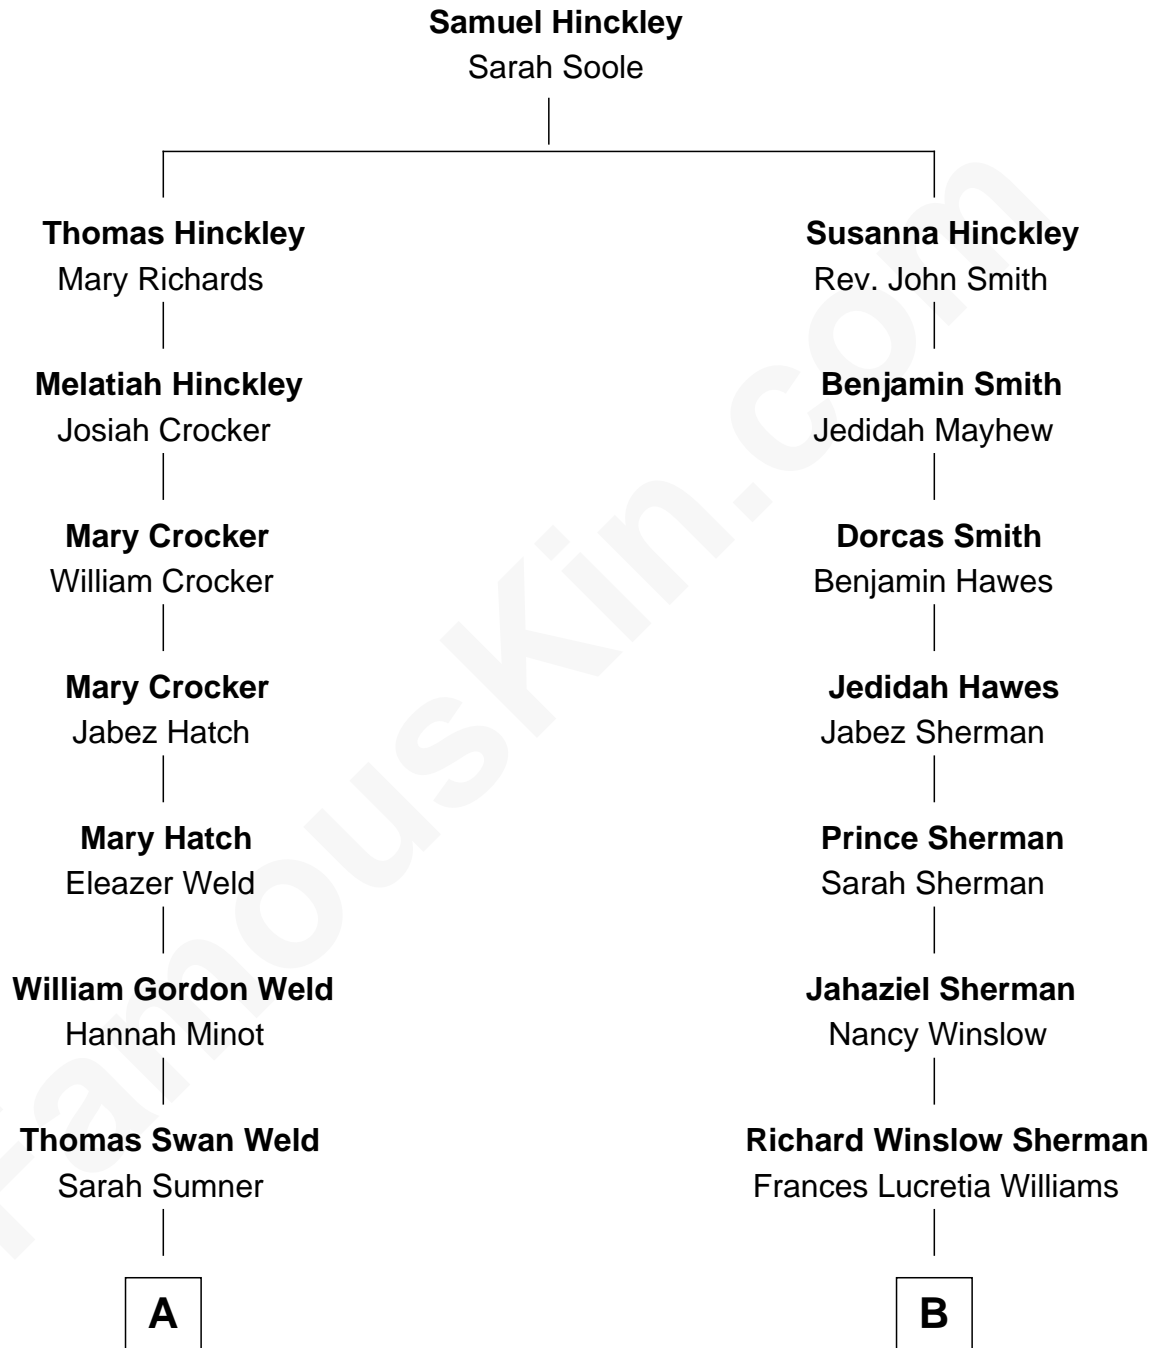 Samuel Hinckley
Sarah Soole
Thomas Hinckley
Mary Richards
Melatiah Hinckley
Josiah Crocker
Mary Crocker
William Crocker
Mary Crocker
Jabez Hatch
Mary Hatch
Eleazer Weld
William Gordon Weld
Hannah Minot
Thomas Swan Weld
Sarah Sumner
A
Susanna Hinckley
Rev. John Smith
Benjamin Smith
Jedidah Mayhew
Dorcas Smith
Benjamin Hawes
Jedidah Hawes
Jabez Sherman
Prince Sherman
Sarah Sherman
Jahaziel Sherman
Nancy Winslow
Richard Winslow Sherman
Frances Lucretia Williams
B
FamousKin.com